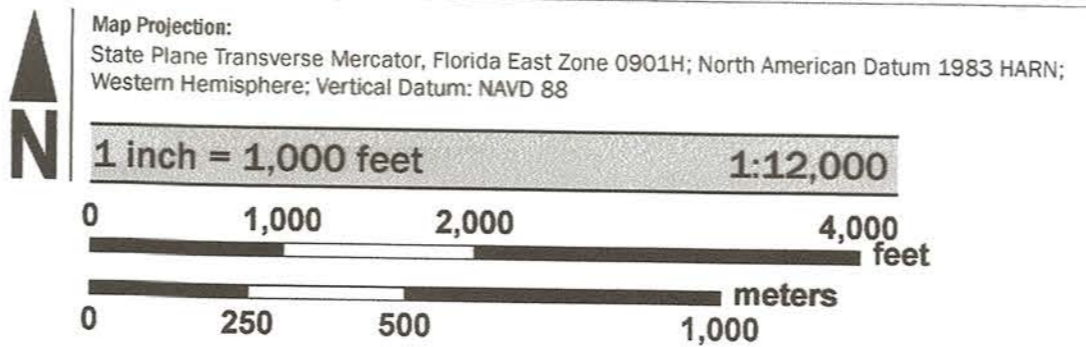 Map Projection:
State Plane Transverse Mercator, Florida East Zone 0901H; North American Datum 1983 HARN;
Western Hemisphere; Vertical Datum: NAVD 88
N
1 inch = 1,000 feet 1:12,000
0 1,000 2,000 4,000
feet
meters
0 250 500 1,000